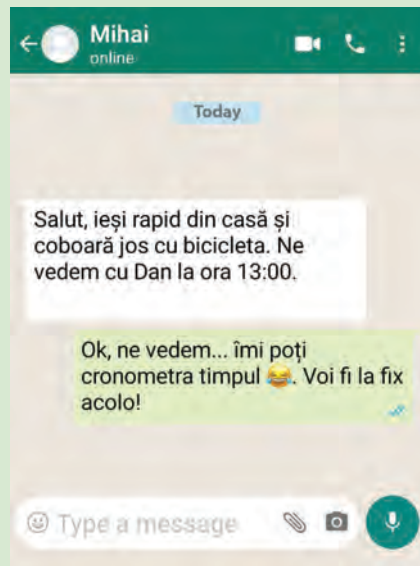 Mihai
online
Today
Salut, ieși rapid din casă și
coboară jos cu bicicleta. Ne
vedem cu Dan la ora 13:00.
Ok, ne vedem... îmi poți
cronometra timpul 😂. Voi fi la fix
acolo!
Type a message